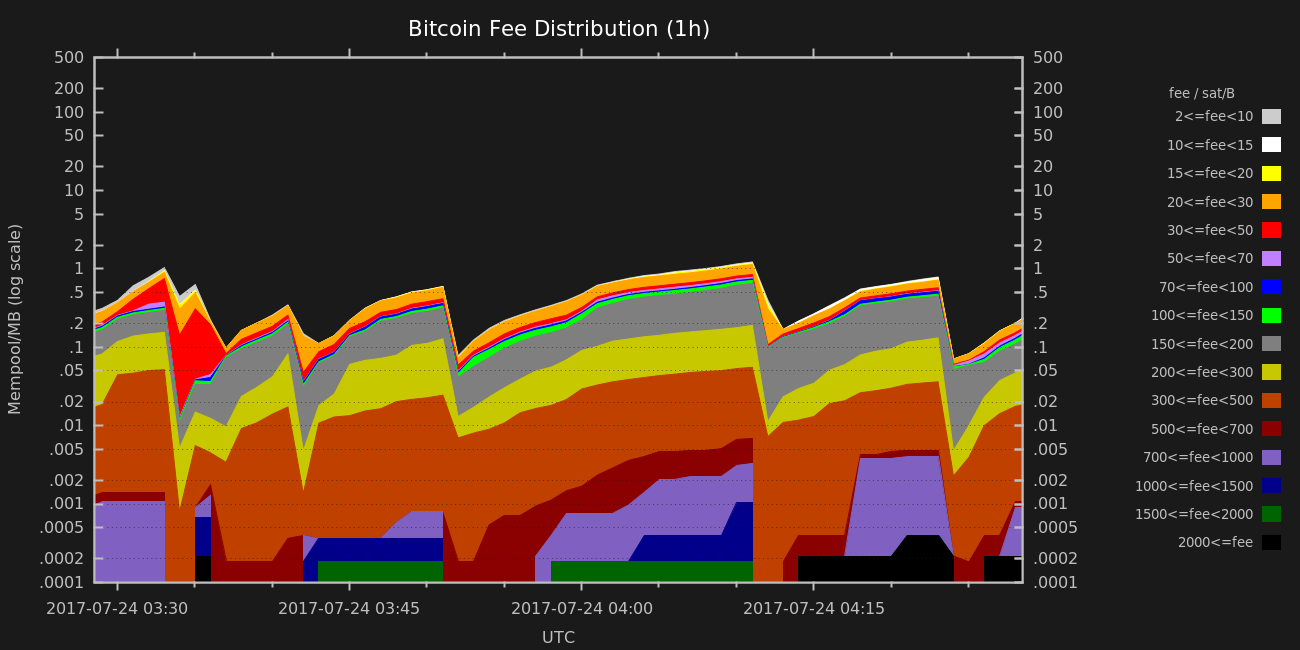 Bitcoin Fee Distribution (1h)
500 500
200 200
100 100
50 50
20 20
10 10
5 5
2 2
1 1
.5 .5
.2 .2
.1 .1
.05 .05
.02 .02
.01 .01
.005 .005
.002 .002
.001 .001
.0005 .0005
.0002 .0002
.0001 .0001
Mempool/MB (log scale)
2017-07-24 03:30 2017-07-24 03:45 2017-07-24 04:00 2017-07-24 04:15
UTC
fee / sat/B
2<=fee<10
10<=fee<15
15<=fee<20
20<=fee<30
30<=fee<50
50<=fee<70
70<=fee<100
100<=fee<150
150<=fee<200
200<=fee<300
300<=fee<500
500<=fee<700
700<=fee<1000
1000<=fee<1500
1500<=fee<2000
2000<=fee